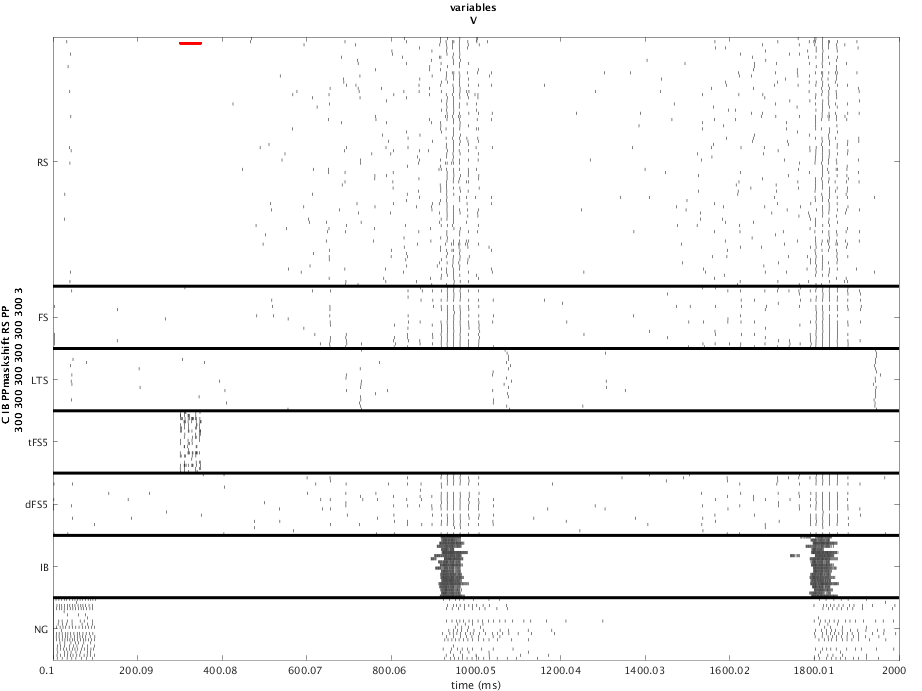 variables
V
C IB PPmaskshift RS PP
300 300 300 300 300 3
RS
FS
LTS
tFS5
dFS5
IB
NG
0.1 200.09 400.08 600.07 800.06 1000.05 1200.04 1400.03 1600.02 1800.01 2000
time (ms)